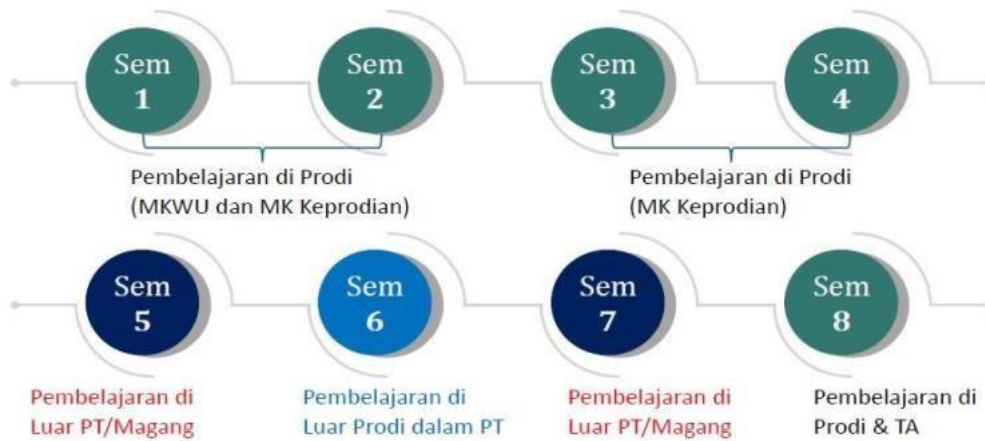 Sem
1
Sem
2
Sem
3
Sem
4
Pembelajaran di Prodi
(MKWU dan MK Keprodian)
Pembelajaran di Prodi
(MK Keprodian)
Sem
5
Sem
6
Sem
7
Sem
8
Pembelajaran di
Luar PT/Magang
Pembelajaran di
Luar Prodi dalam PT
Pembelajaran di
Luar PT/Magang
Pembelajaran di
Prodi & TA